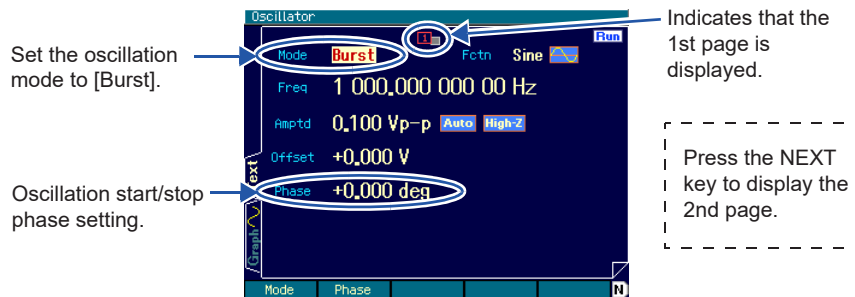 Oscillator
1
Run
Mode Burst Fctn Sine
Freq 1 000.000 000 00 Hz
Amptd 0.100 Vp-p Auto High-Z
Offset +0.000 V
Phase +0.000 deg
Text
Graph
Mode Phase N
Set the oscillation
mode to [Burst].
Oscillation start/stop
phase setting.
Indicates that the
1st page is
displayed.
Press the NEXT
key to display the
2nd page.